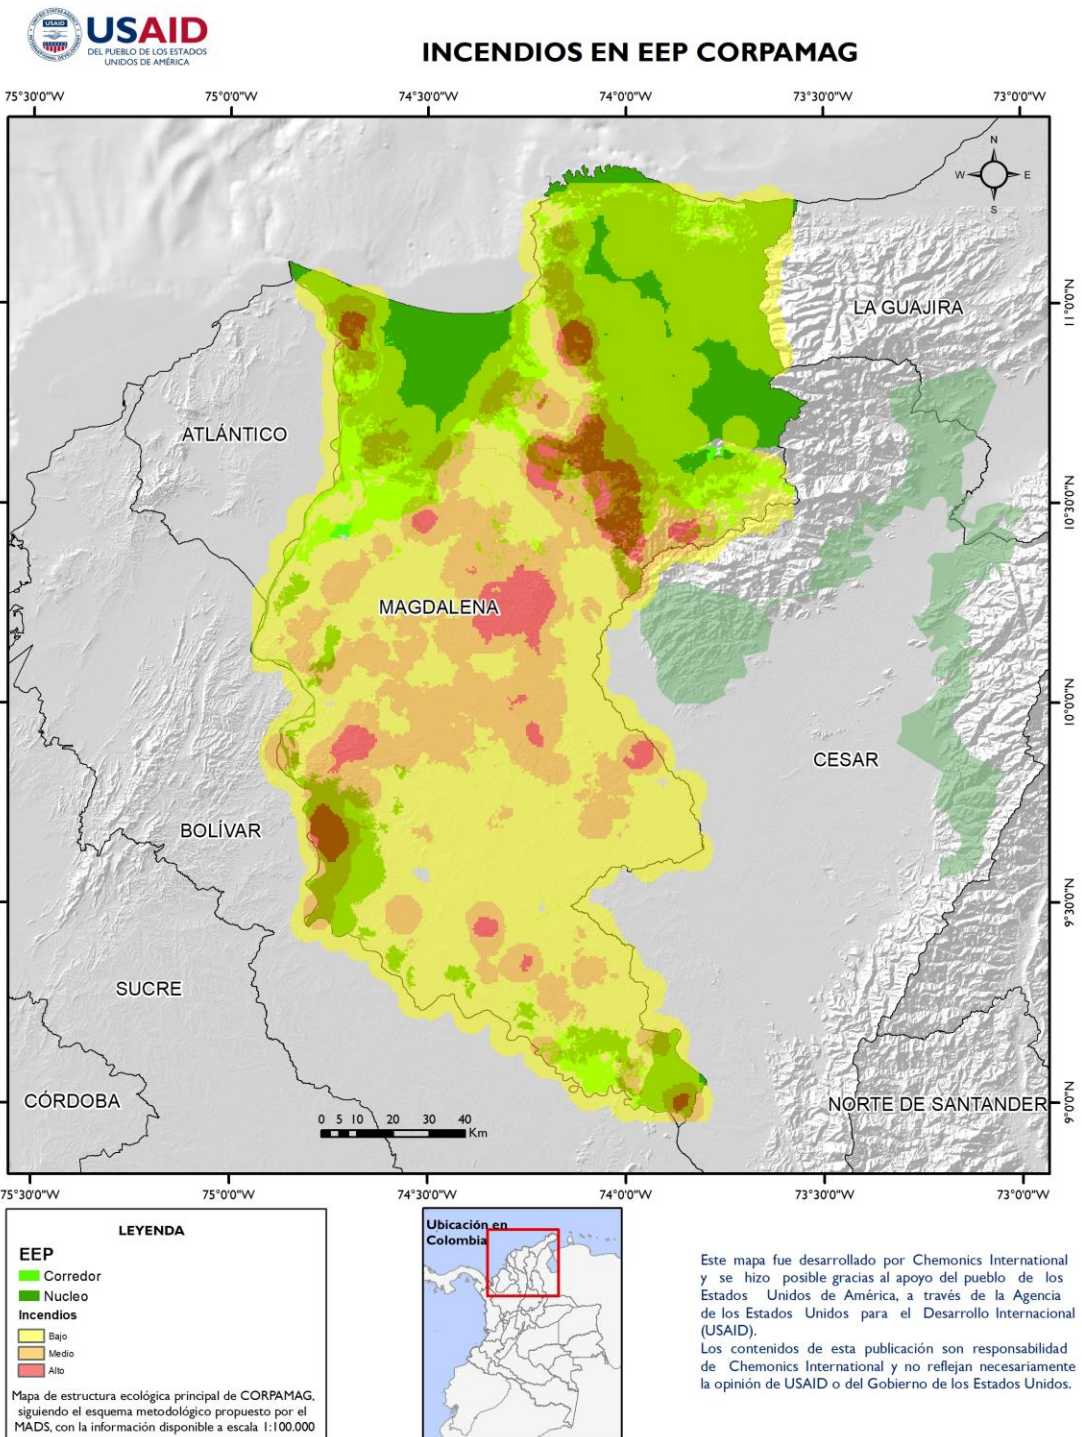 USAID
DEL PUEBLO DE LOS ESTADOS
UNIDOS DE AMÉRICA
INCENDIOS EN EEP CORPAMAG
75°30'0"W 75°0'0"W 74°30'0"W 74°0'0"W 73°30'0"W 73°0'0"W
N
W E
S
11°0'0"N
LA GUAJIRA
ATLÁNTICO
10°30'0"N
MAGDALENA
10°0'0"N
CESAR
BOLÍVAR
9°30'0"N
SUCRE
CÓRDOBA
NORTE DE SANTANDER
9°0'0"N
0 5 10 20 30 40
Km
75°30'0"W 75°0'0"W 74°30'0"W 74°0'0"W 73°30'0"W 73°0'0"W
LEYENDA
EEP
Corredor
Nucleo
Incendios
Bajo
Medio
Alto
Mapa de estructura ecológica principal de CORPAMAG,
siguiendo el esquema metodológico propuesto por el
MADS, con la información disponible a escala 1:100.000
Ubicación en
Colombia
Este mapa fue desarrollado por Chemonics International
y se hizo posible gracias al apoyo del pueblo de los
Estados Unidos de América, a través de la Agencia
de los Estados Unidos para el Desarrollo Internacional
(USAID).
Los contenidos de esta publicación son responsabilidad
de Chemonics International y no reflejan necesariamente
la opinión de USAID o del Gobierno de los Estados Unidos.